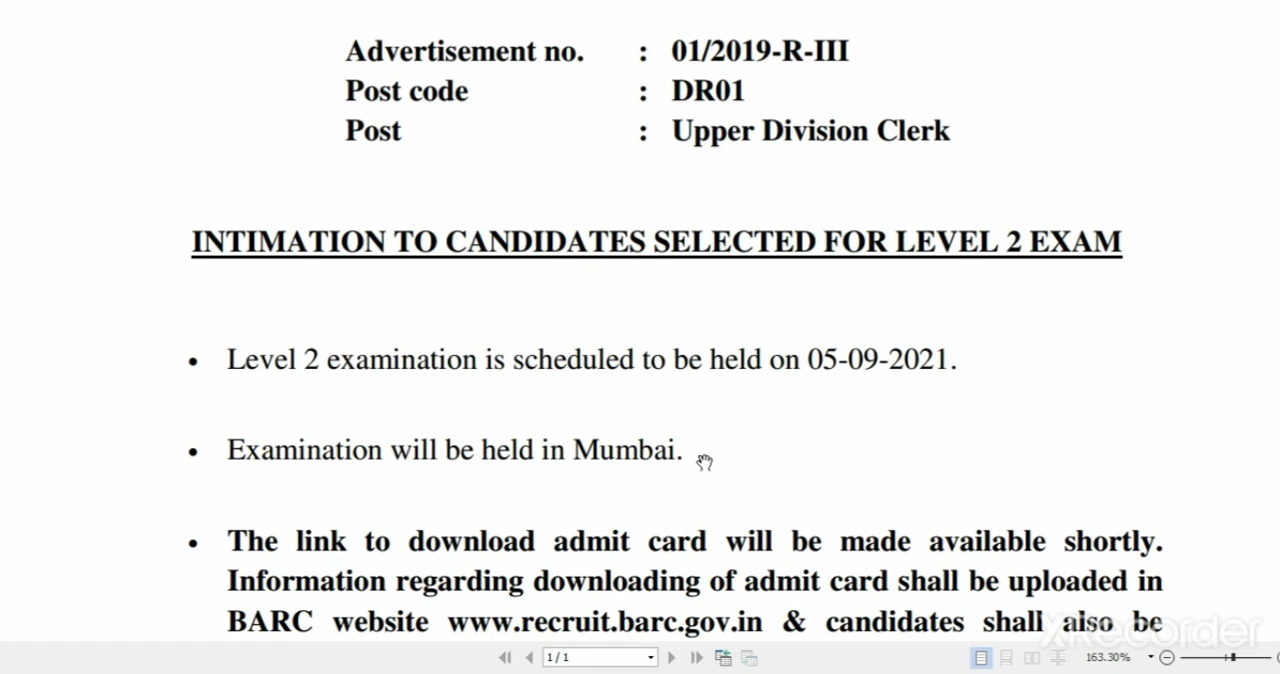 Advertisement no. : 01/2019-R-III
Post code : DR01
Post : Upper Division Clerk
INTIMATION TO CANDIDATES SELECTED FOR LEVEL 2 EXAM
• Level 2 examination is scheduled to be held on 05-09-2021.
• Examination will be held in Mumbai.
• The link to download admit card will be made available shortly.
Information regarding downloading of admit card shall be uploaded in
BARC website www.recruit.barc.gov.in & candidates shall also be
XRecorder
1 / 1
163.30%